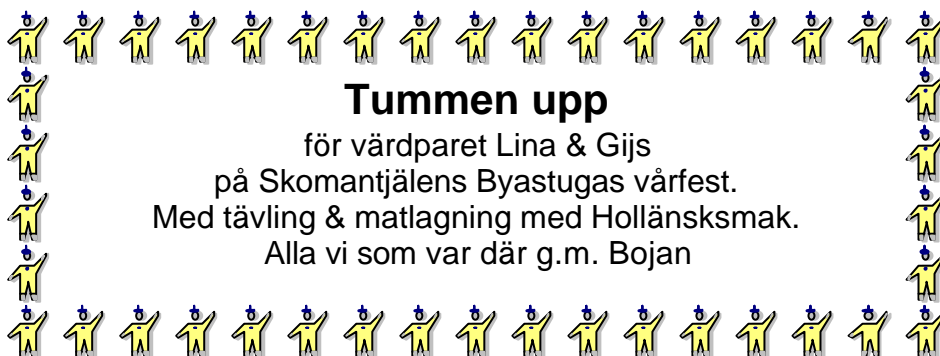 Tummen upp
för värdparet Lina & Gijs
på Skomantjälens Byastugas vårfest.
Med tävling & matlagning med Hollänsksmak.
Alla vi som var där g.m. Bojan